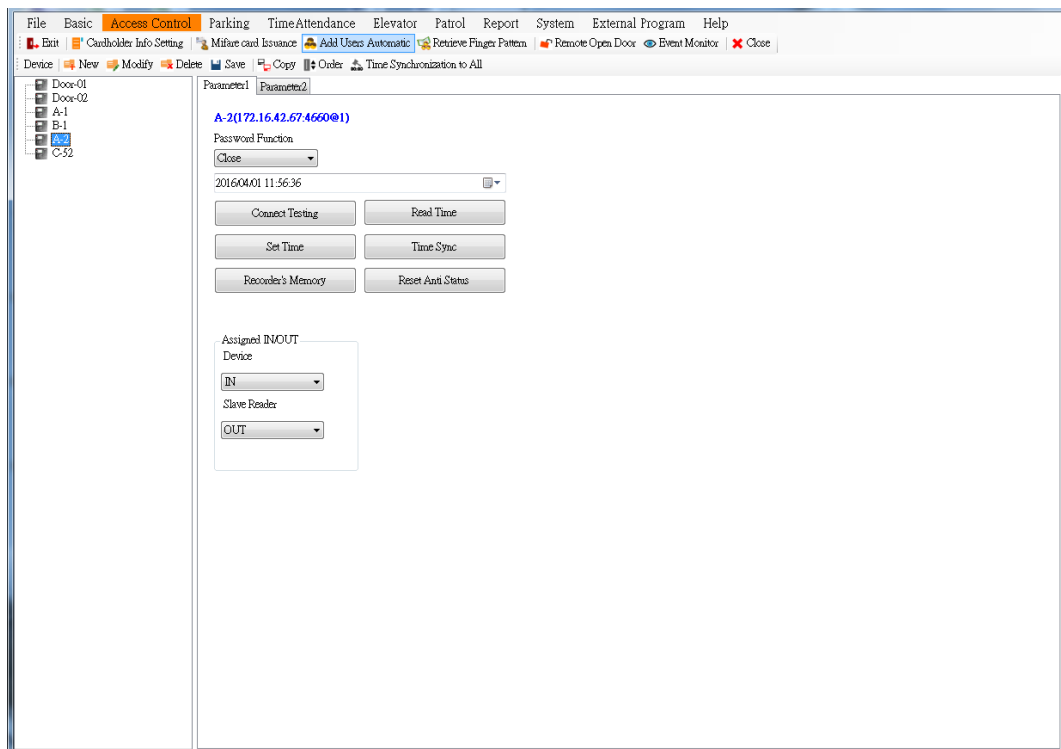 File Basic Access Control Parking TimeAttendance Elevator Patrol Report System External Program Help
Exit Cardholder Info Setting Mifare card Issuance Add Users Automatic Retrieve Finger Pattern Remote Open Door Event Monitor Close
Device New Modify Delete Save Copy Order Time Synchronization to All
Door-01
Door-02
A-1
B-1
A-2
C-52
Parameter1 Parameter2
A-2(172.16.42.67:4660@1)
Password Function
Close
2016/04/01 11:56:36
Connect Testing Read Time
Set Time Time Sync
Recorder's Memory Reset Anti Status
Assigned IN/OUT
Device
IN
Slave Reader
OUT